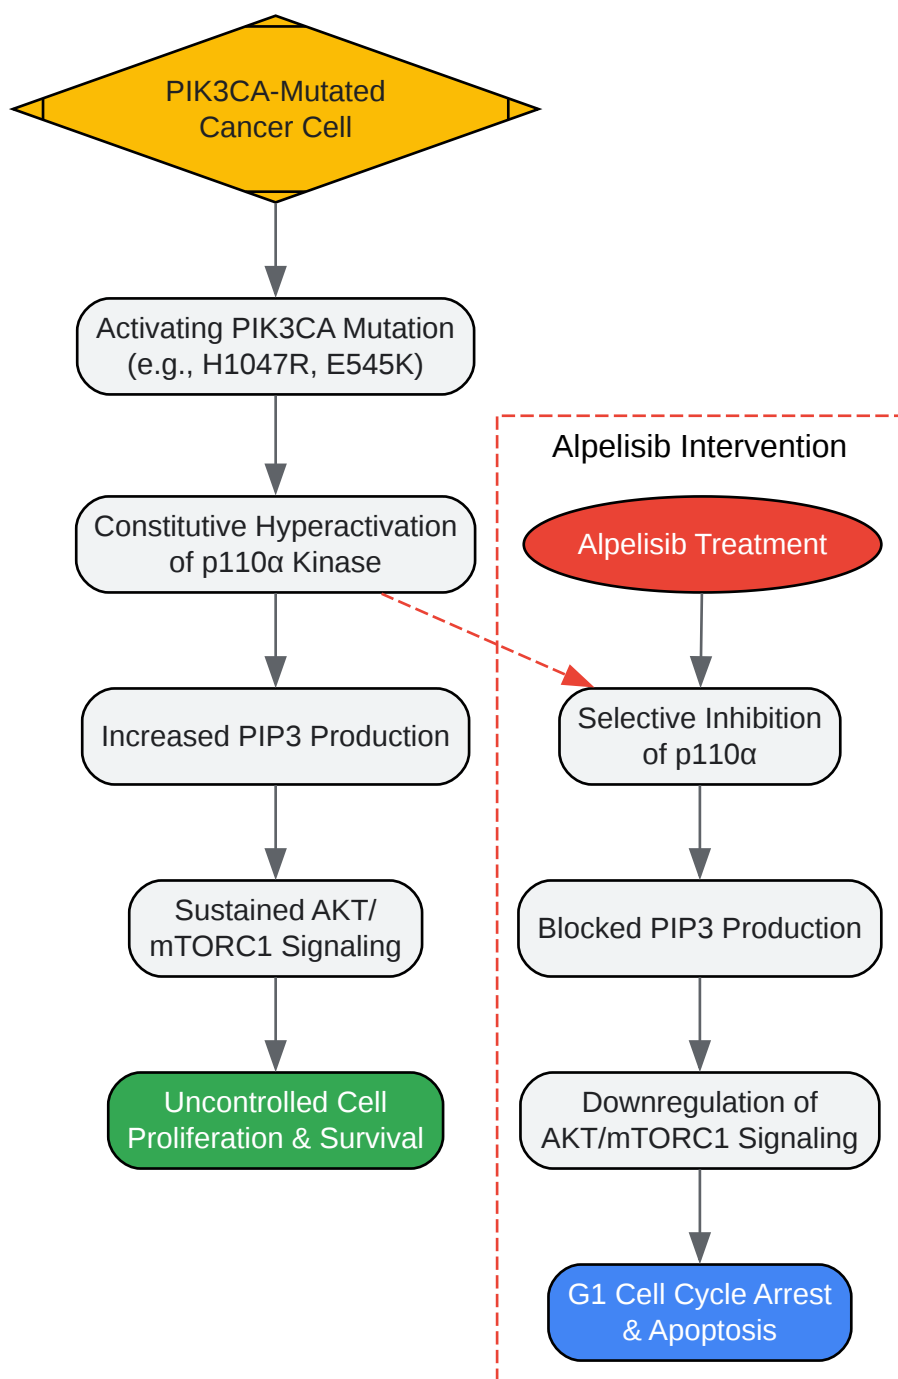 PIK3CA-Mutated
Cancer Cell
Activating PIK3CA Mutation
(e.g., H1047R, E545K)
Constitutive Hyperactivation
of p110α Kinase
Increased PIP3 Production
Sustained AKT/
mTORC1 Signaling
Uncontrolled Cell
Proliferation & Survival
Alpelisib Intervention
Alpelisib Treatment
Selective Inhibition
of p110α
Blocked PIP3 Production
Downregulation of
AKT/mTORC1 Signaling
G1 Cell Cycle Arrest
& Apoptosis